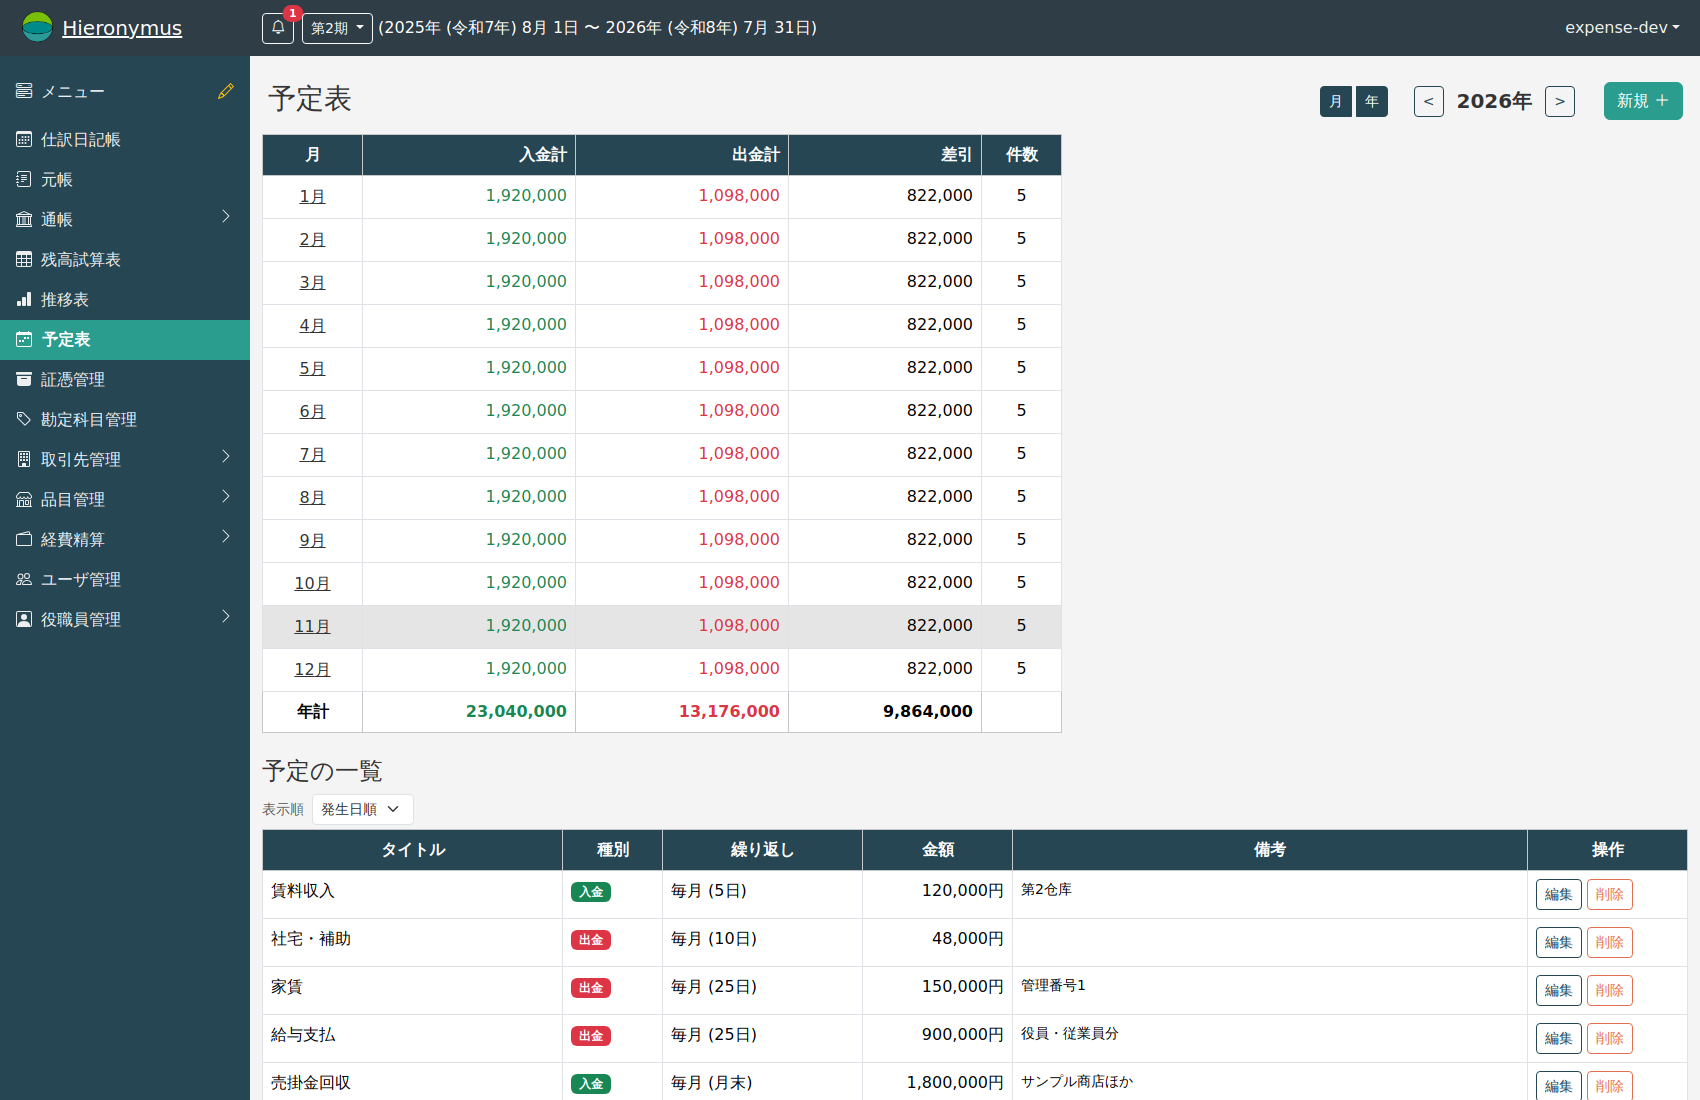 Hieronymus
1
第2期
(2025年 (令和7年) 8月 1日 〜 2026年 (令和8年) 7月 31日)
expense-dev
メニュー
仕訳日記帳
元帳
通帳
残高試算表
推移表
予定表
証憑管理
勘定科目管理
取引先管理
品目管理
経費精算
ユーザ管理
役職員管理
予定表
月 年 < 2026年 > 新規 +
月 入金計 出金計 差引 件数
1月 1,920,000 1,098,000 822,000 5
2月 1,920,000 1,098,000 822,000 5
3月 1,920,000 1,098,000 822,000 5
4月 1,920,000 1,098,000 822,000 5
5月 1,920,000 1,098,000 822,000 5
6月 1,920,000 1,098,000 822,000 5
7月 1,920,000 1,098,000 822,000 5
8月 1,920,000 1,098,000 822,000 5
9月 1,920,000 1,098,000 822,000 5
10月 1,920,000 1,098,000 822,000 5
11月 1,920,000 1,098,000 822,000 5
12月 1,920,000 1,098,000 822,000 5
年計 23,040,000 13,176,000 9,864,000
予定の一覧
表示順 発生日順
タイトル 種別 繰り返し 金額 備考 操作
賃料収入 入金 毎月 (5日) 120,000円 第2仓库 編集 削除
社宅・補助 出金 毎月 (10日) 48,000円 編集 削除
家賃 出金 毎月 (25日) 150,000円 管理番号1 編集 削除
給与支払 出金 毎月 (25日) 900,000円 役員・従業員分 編集 削除
売掛金回収 入金 毎月 (月末) 1,800,000円 サンプル商店ほか 編集 削除